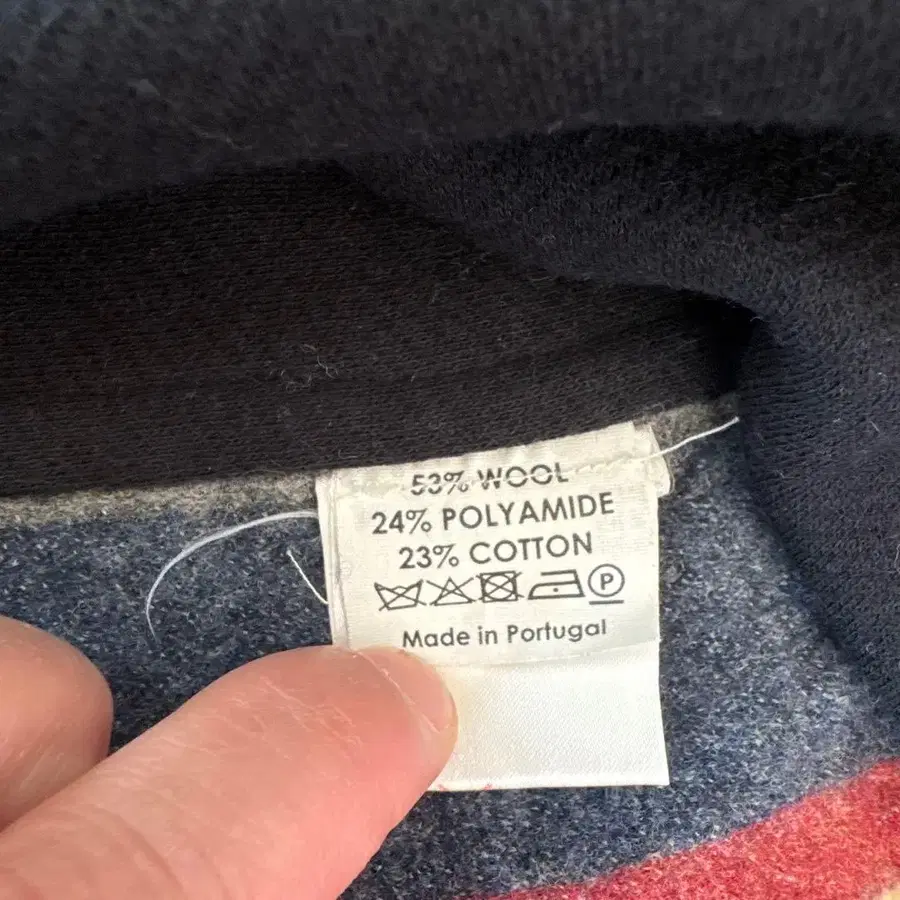 53% WOOL
24% POLYAMIDE
23% COTTON
P
Made in Portugal